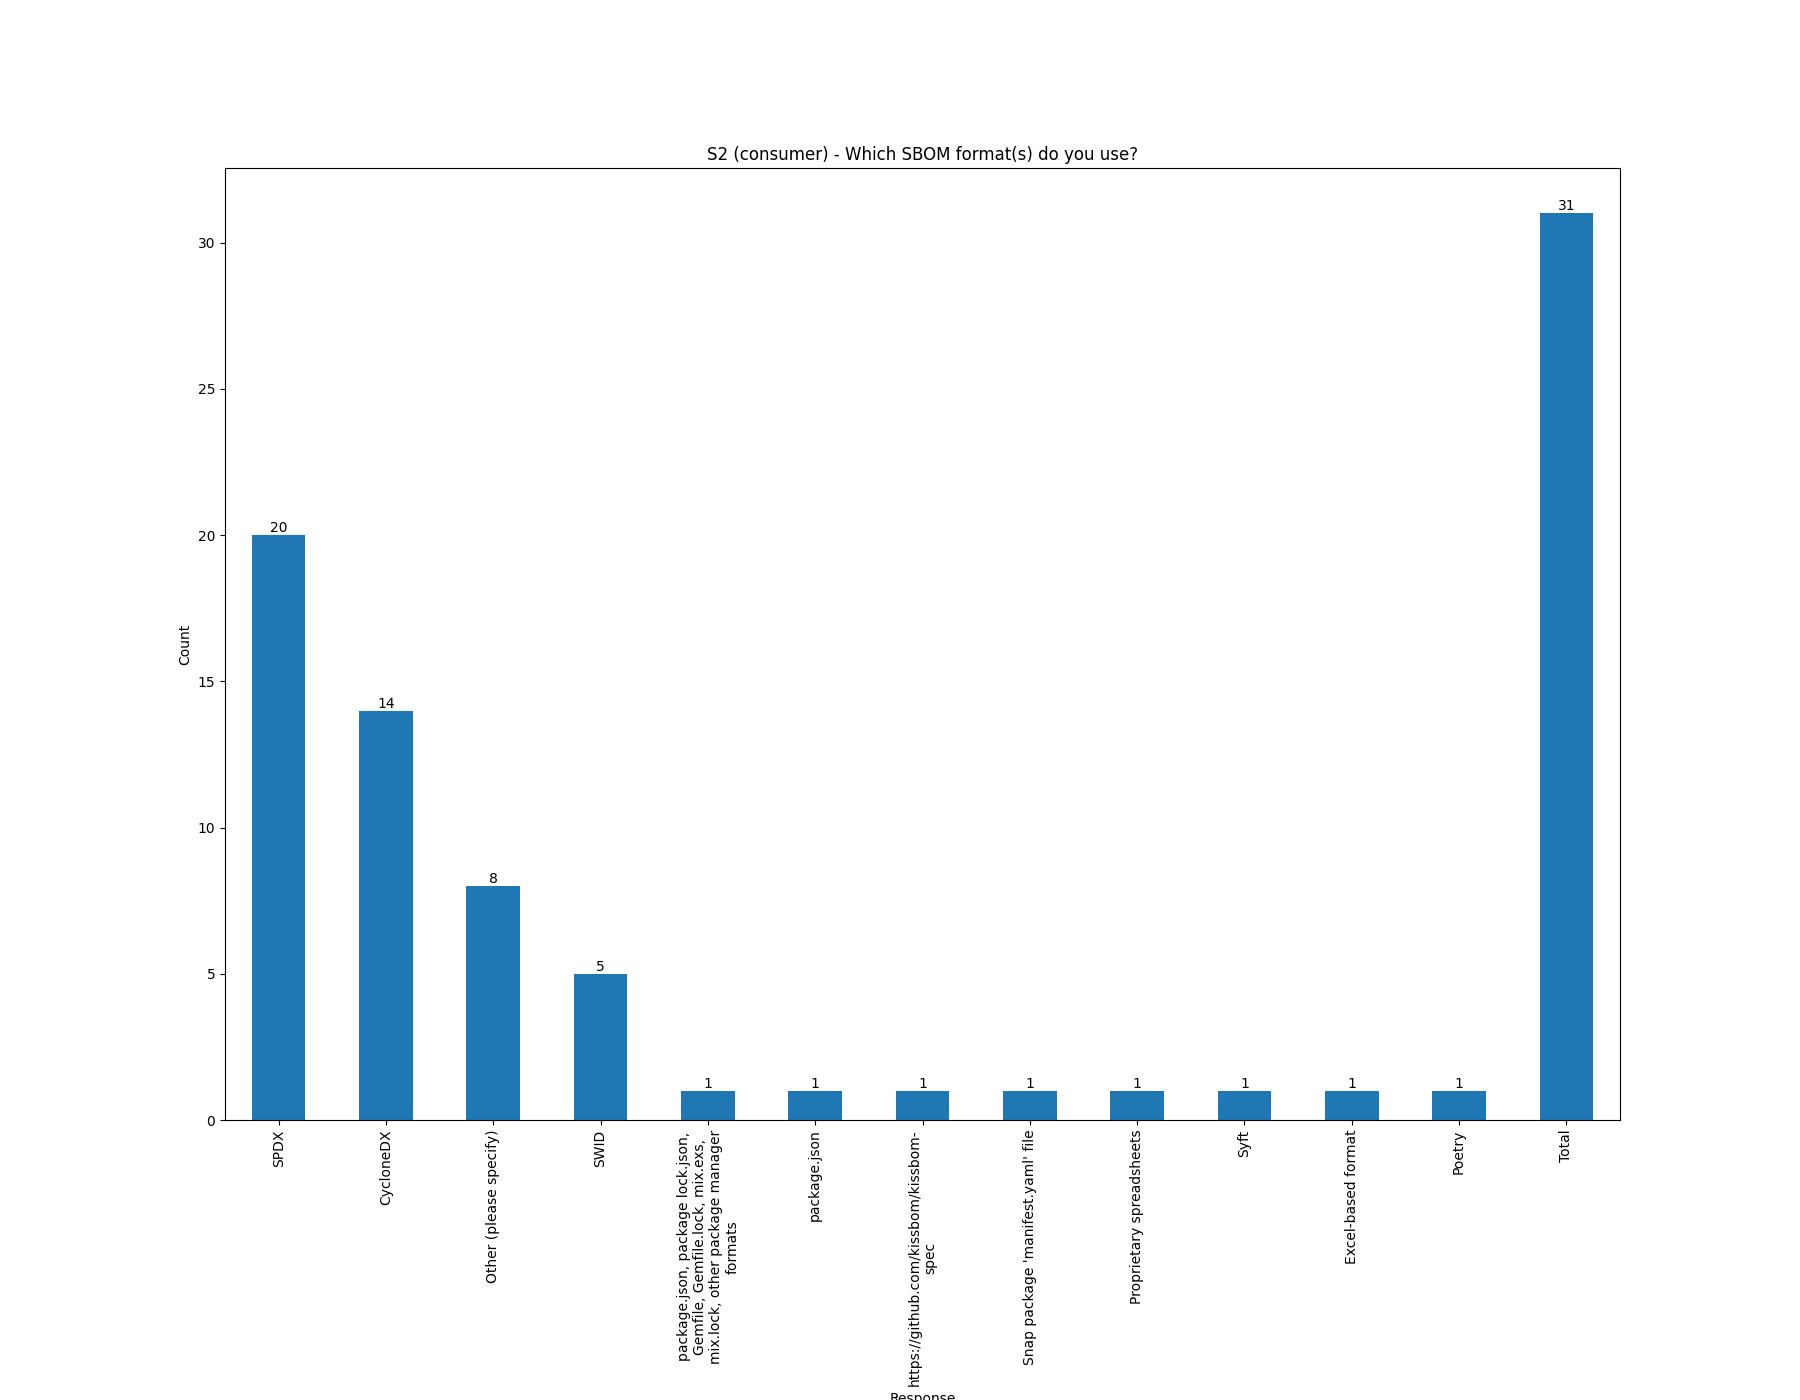 S2 (consumer) - Which SBOM format(s) do you use?
Count
30
25
20
15
10
5
0
20
14
8
5
1
1
1
1
1
1
1
1
31
SPDX
CycloneDX
Other (please specify)
SWID
package.json, package lock.json,
Gemfile, Gemfile.lock, mix.exs,
mix.lock, other package manager
formats
package.json
https://github.com/kissbom/kissbom-
spec
Snap package 'manifest.yaml' file
Proprietary spreadsheets
Syft
Excel-based format
Poetry
Total
Response